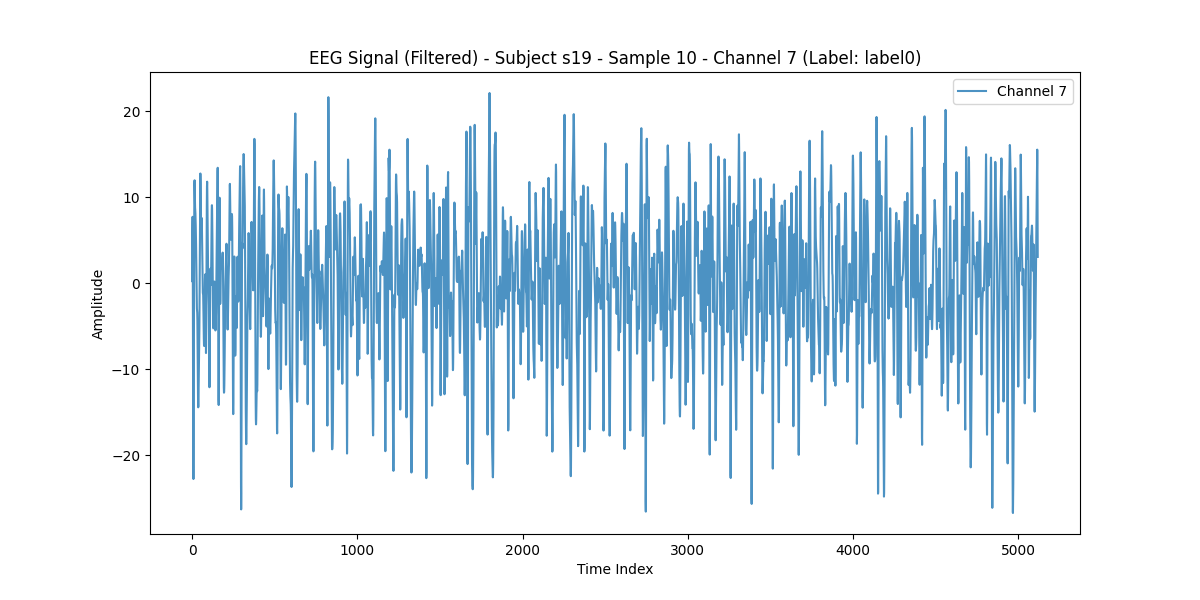 EEG Signal (Filtered) - Subject s19 - Sample 10 - Channel 7 (Label: label0)
Channel 7
20
10
0
−10
−20
Amplitude
0 1000 2000 3000 4000 5000
Time Index